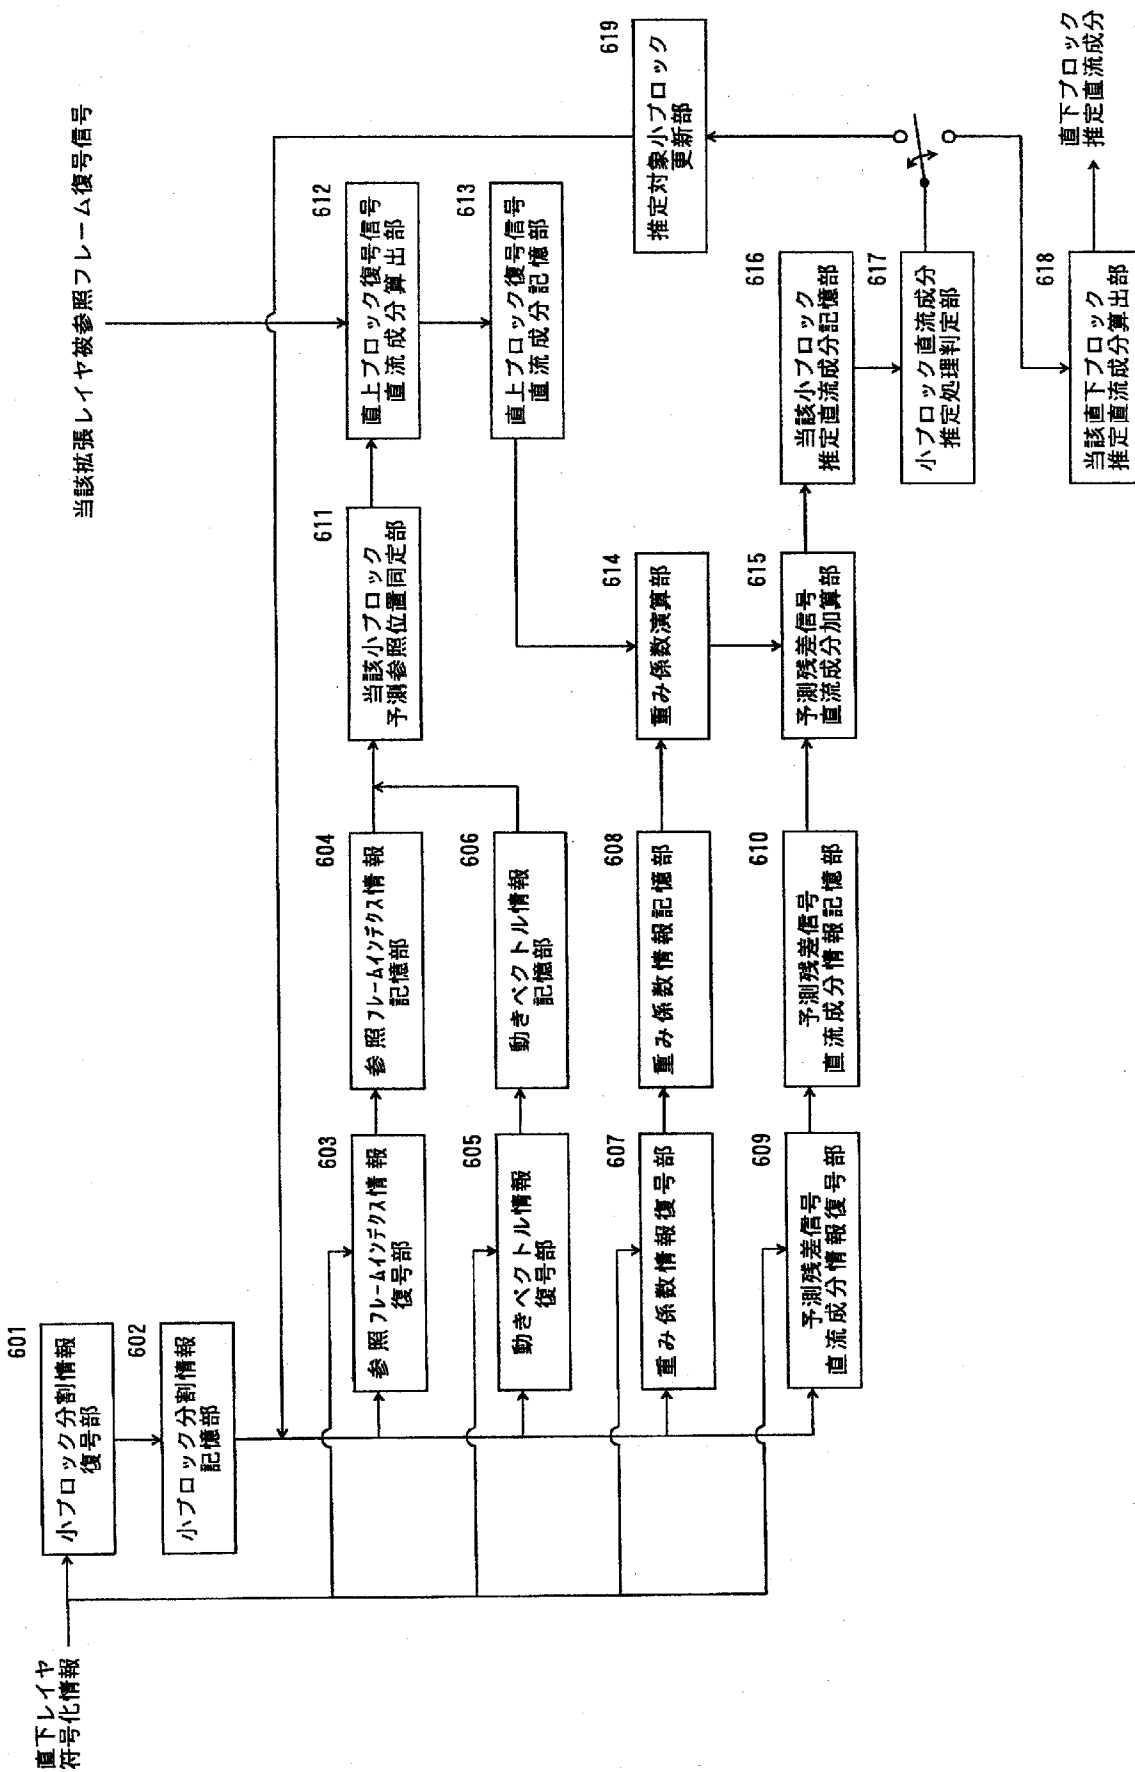 直下レイヤ
符号化情報
601
小ブロック分割情報
復号部
602
小ブロック分割情報
記憶部
603
参照フレームインデクス情報
復号部
604
参照フレームインデクス情報
記憶部
605
動きベクトル情報
復号部
606
動きベクトル情報
記憶部
607
重み係数情報復号部
608
重み係数情報記憶部
609
予測残差信号
直流成分情報復号部
610
予測残差信号
直流成分情報記憶部
611
当該小ブロック
予測参照位置同定部
当該拡張レイヤ被参照フレーム復号信号
612
直上ブロック復号信号
直流成分算出部
613
直上ブロック復号信号
直流成分記憶部
614
重み係数演算部
615
予測残差信号
直流成分加算部
616
当該小ブロック
推定直流成分記憶部
617
小ブロック直流成分
推定処理判定部
618
当該直下ブロック
推定直流成分算出部
619
推定対象小ブロック
更新部
直下ブロック
推定直流成分